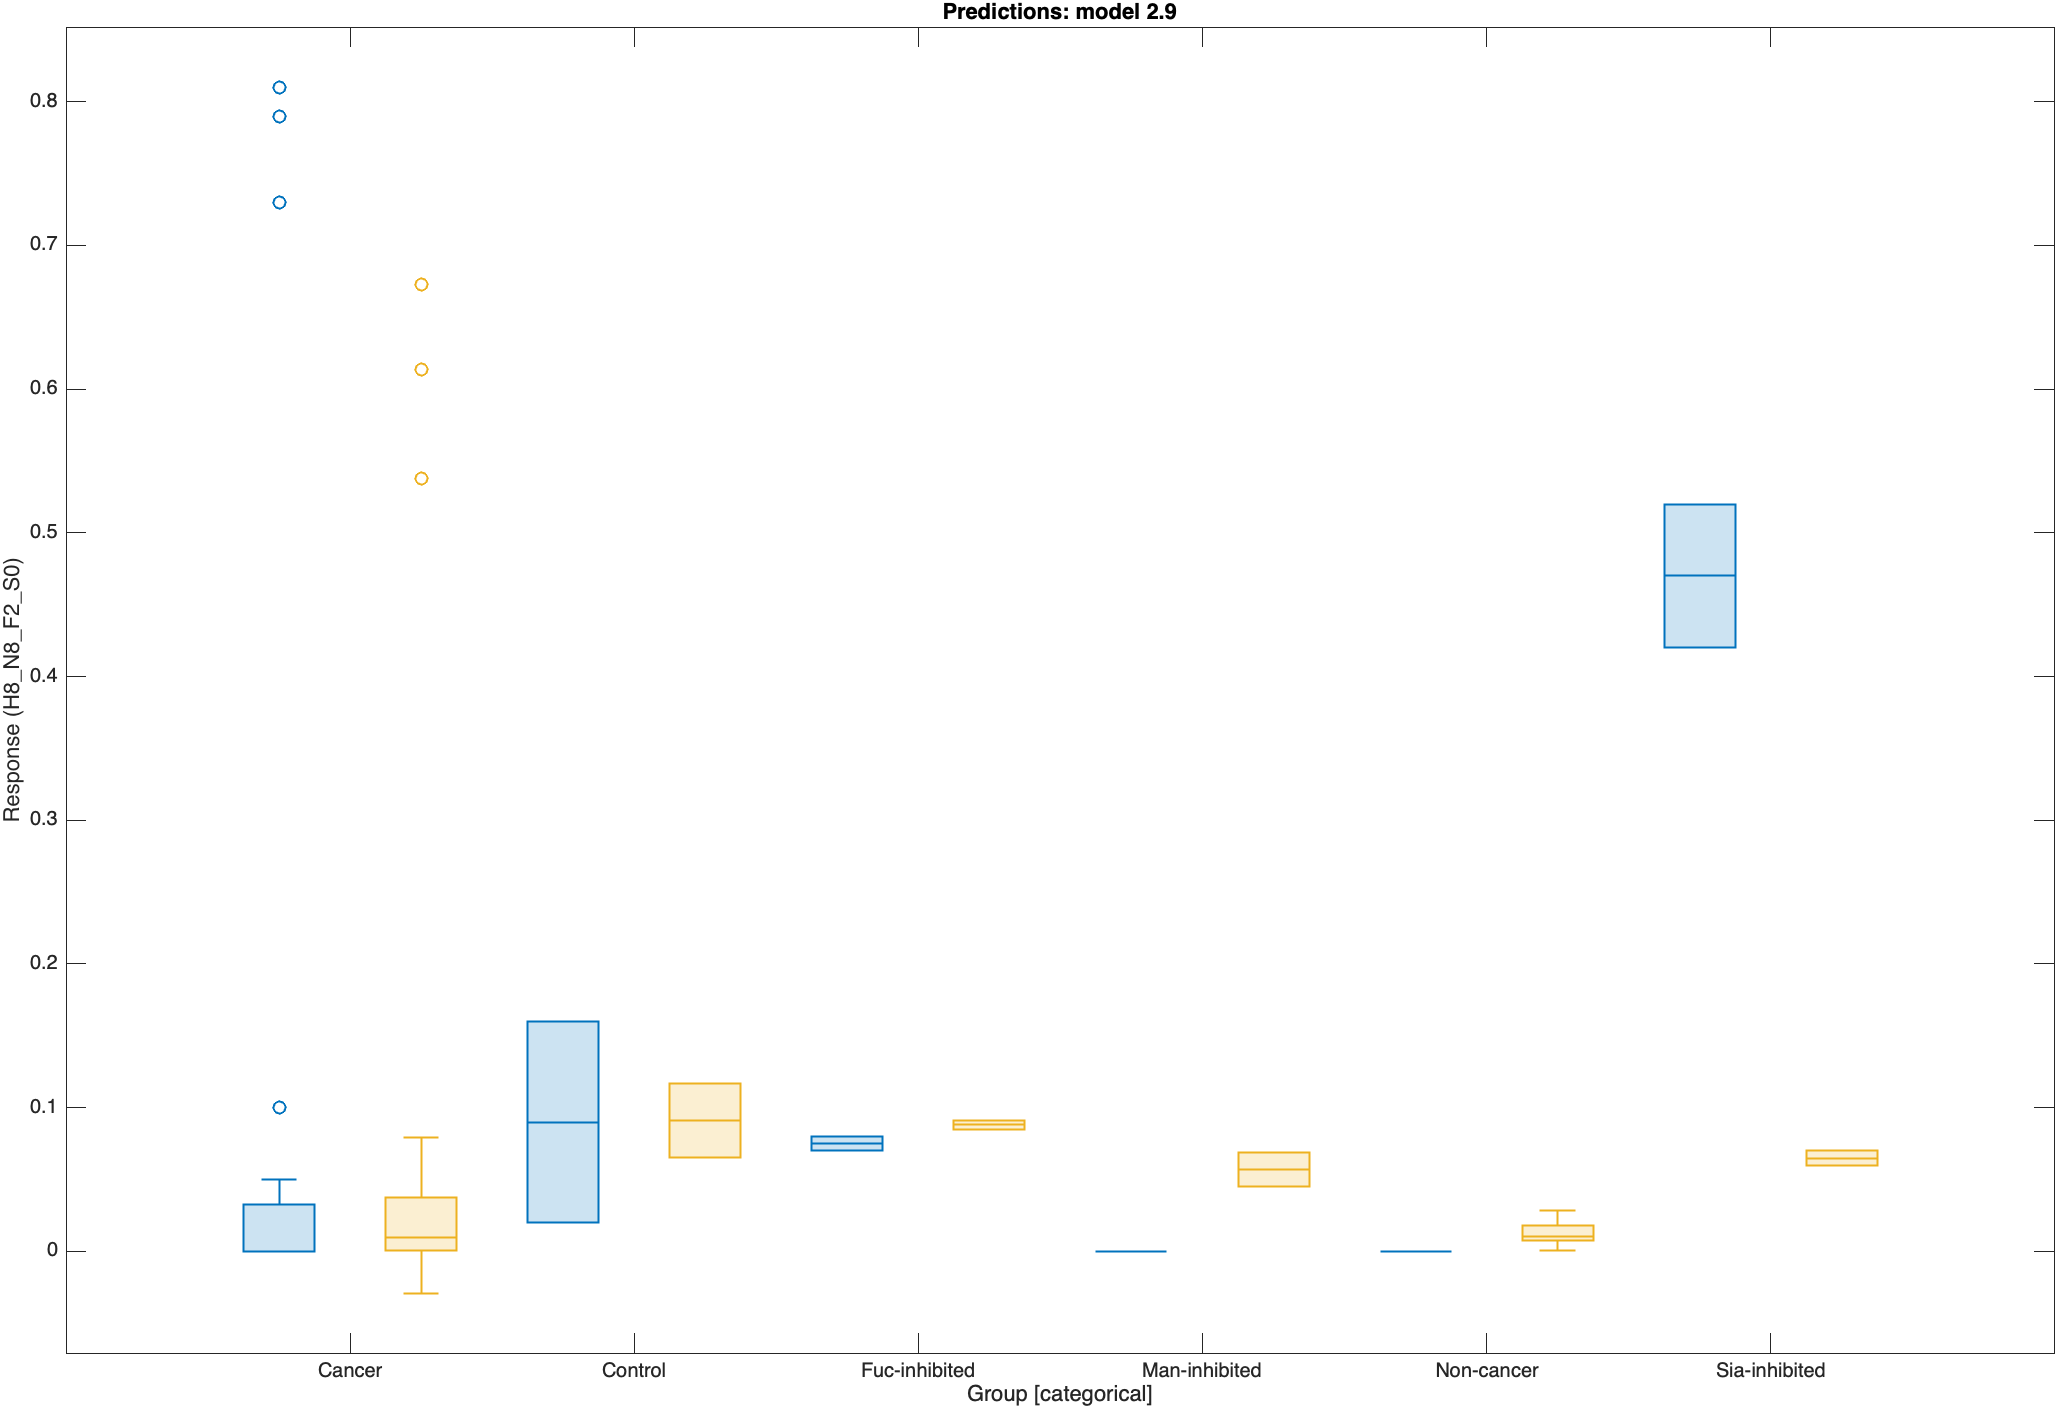 Predictions: model 2.9
Response (H8_N8_F2_S0)
0.8
0.7
0.6
0.5
0.4
0.3
0.2
0.1
0
Cancer Control Fuc-inhibited Man-inhibited Non-cancer Sia-inhibited
Group [categorical]